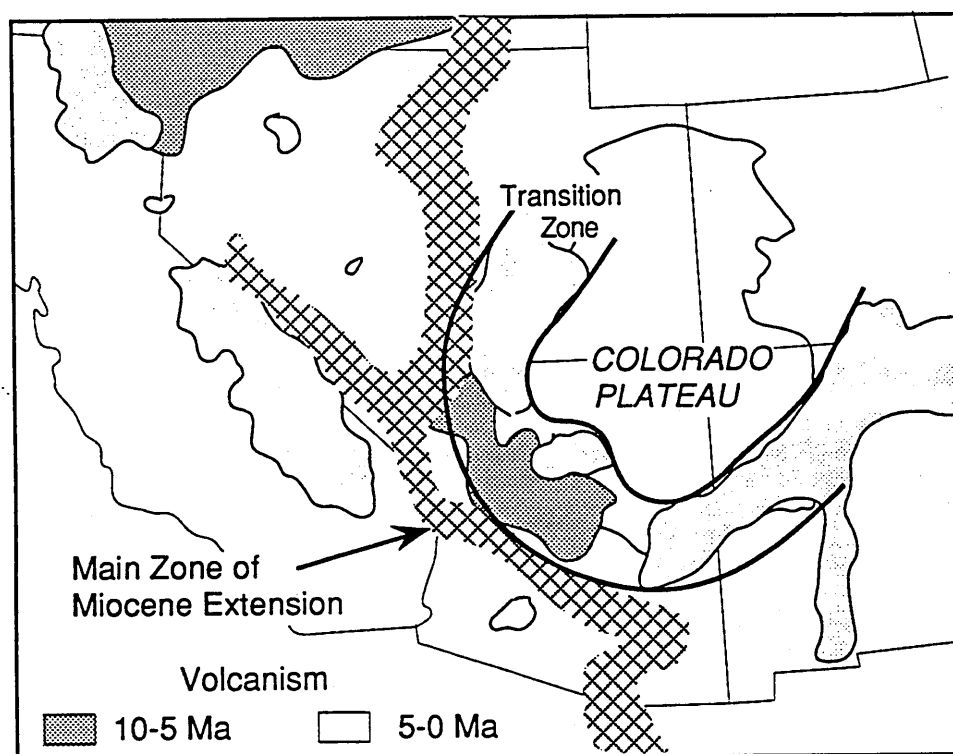 Transition
Zone
COLORADO
PLATEAU
Main Zone of
Miocene Extension
Volcanism
10-5 Ma
5-0 Ma